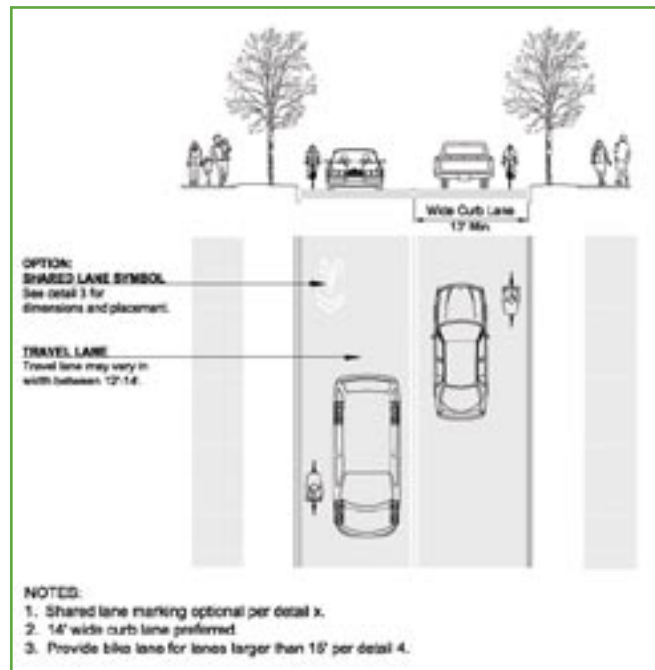 Wide Curb Lane
13' Min
OPTION:
SHARED LANE SYMBOL
See detail 3 for
dimensions and placement.
TRAVEL LANE
Travel lane may vary in
width between 12'-14'.
NOTES:
1. Shared lane marking optional per detail x.
2. 14' wide curb lane preferred
3. Provide bike lane for lanes larger than 15' per detail 4.